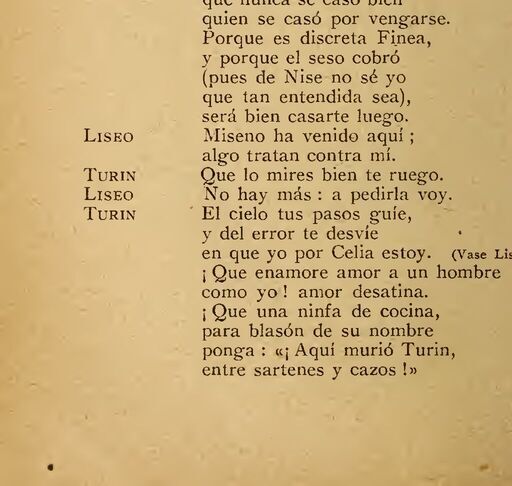 que nunca se casó bien
quien se casó por vengarse.
Porque es discreta Finea,
y porque el seso cobró
(pues de Nise no sé yo
que tan entendida sea),
será bien casarte luego.
LISEO Miseno ha venido aquí ;
algo tratan contra mí.
TURIN Que lo mires bien te ruego.
LISEO No hay más : a pedirla voy.
TURIN El cielo tus pasos guíe,
y del error te desvíe
en que yo por Celia estoy. (Vase Lis
¡ Que enamore amor a un hombre
como yo ! amor desatina.
¡ Que una ninfa de cocina,
para blasón de su nombre
ponga : «¡ Aquí murió Turin,
entre sartenes y cazos !»